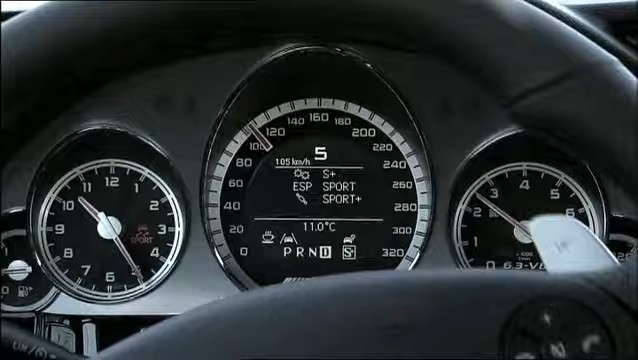 12
11 1
10 2
9 3
8 4
7 6
SPORT
0 20 40 60 80 100 120 140 160 180 200 220 240 260 280 300 320
5
105 km/h
S+
ESP SPORT
SPORT+
11.0°C
P R N D S
0 1 2 3 4 5 6
6.3-V8